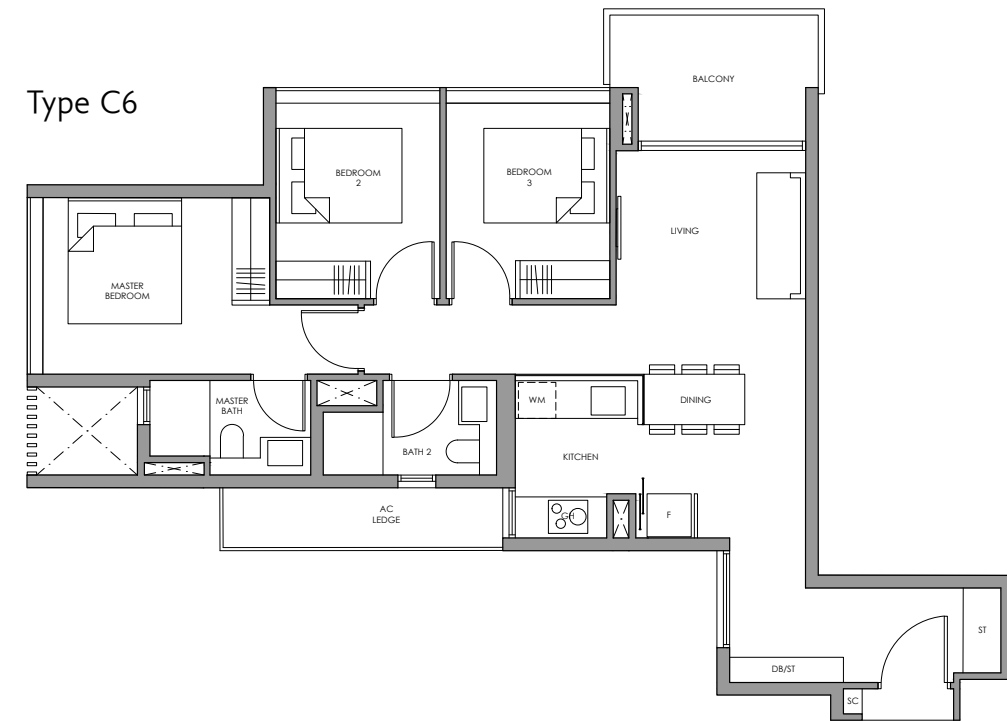 BALCONY
Type C6
BEDROOM
2
BEDROOM
3
LIVING
MASTER
BEDROOM
MASTER
BATH
WM
DINING
BATH 2
KITCHEN
AC
LEDGE
GH
F
ST
DB/ST
SC